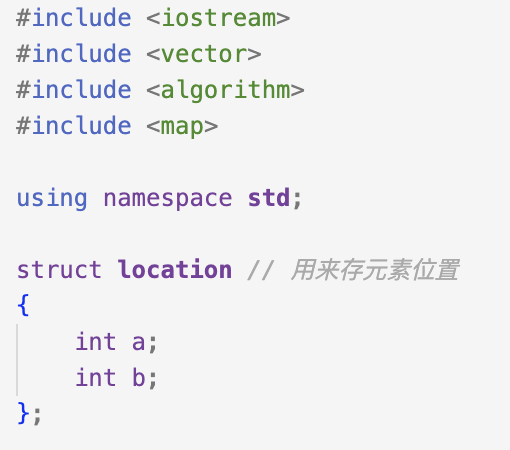 #include <iostream>
#include <vector>
#include <algorithm>
#include <map>
using namespace std;
struct location // 用来存元素位置
{
    int a;
    int b;
};